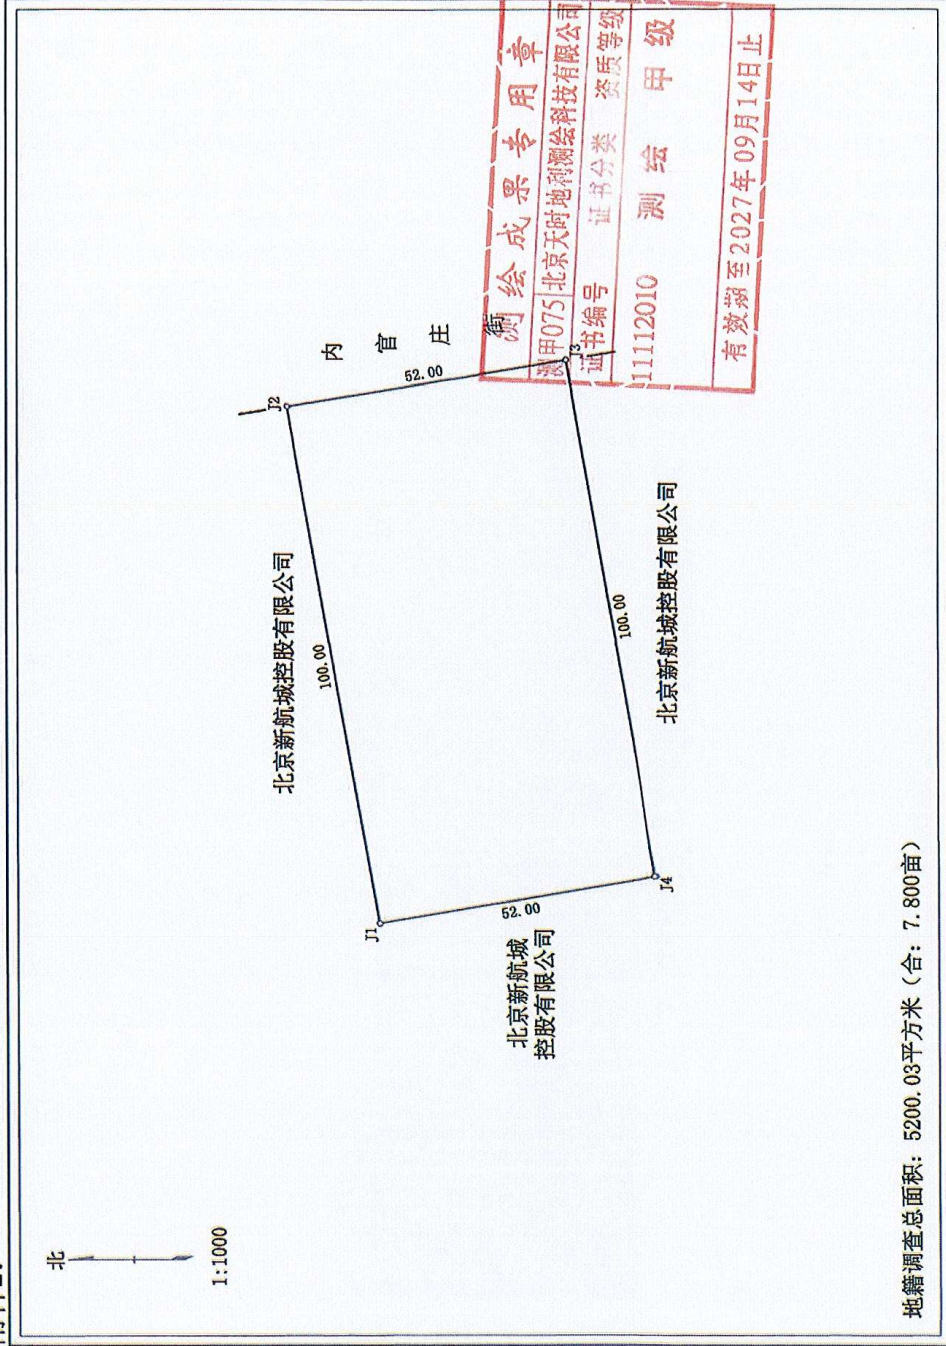 北
1:1000
北京新航城控股有限公司
100.00
J1
J2
内官庄街
52.00
52.00
北京新航城
控股有限公司
J3
J4
100.00
北京新航城控股有限公司
测绘成果专用章
测甲075 北京天时地利测绘科技有限公司
证书编号 证书分类 资质等级
11112010 测绘 甲级
有效期至2027年09月14日止
地籍调查总面积：5200.03平方米（合：7.800亩）